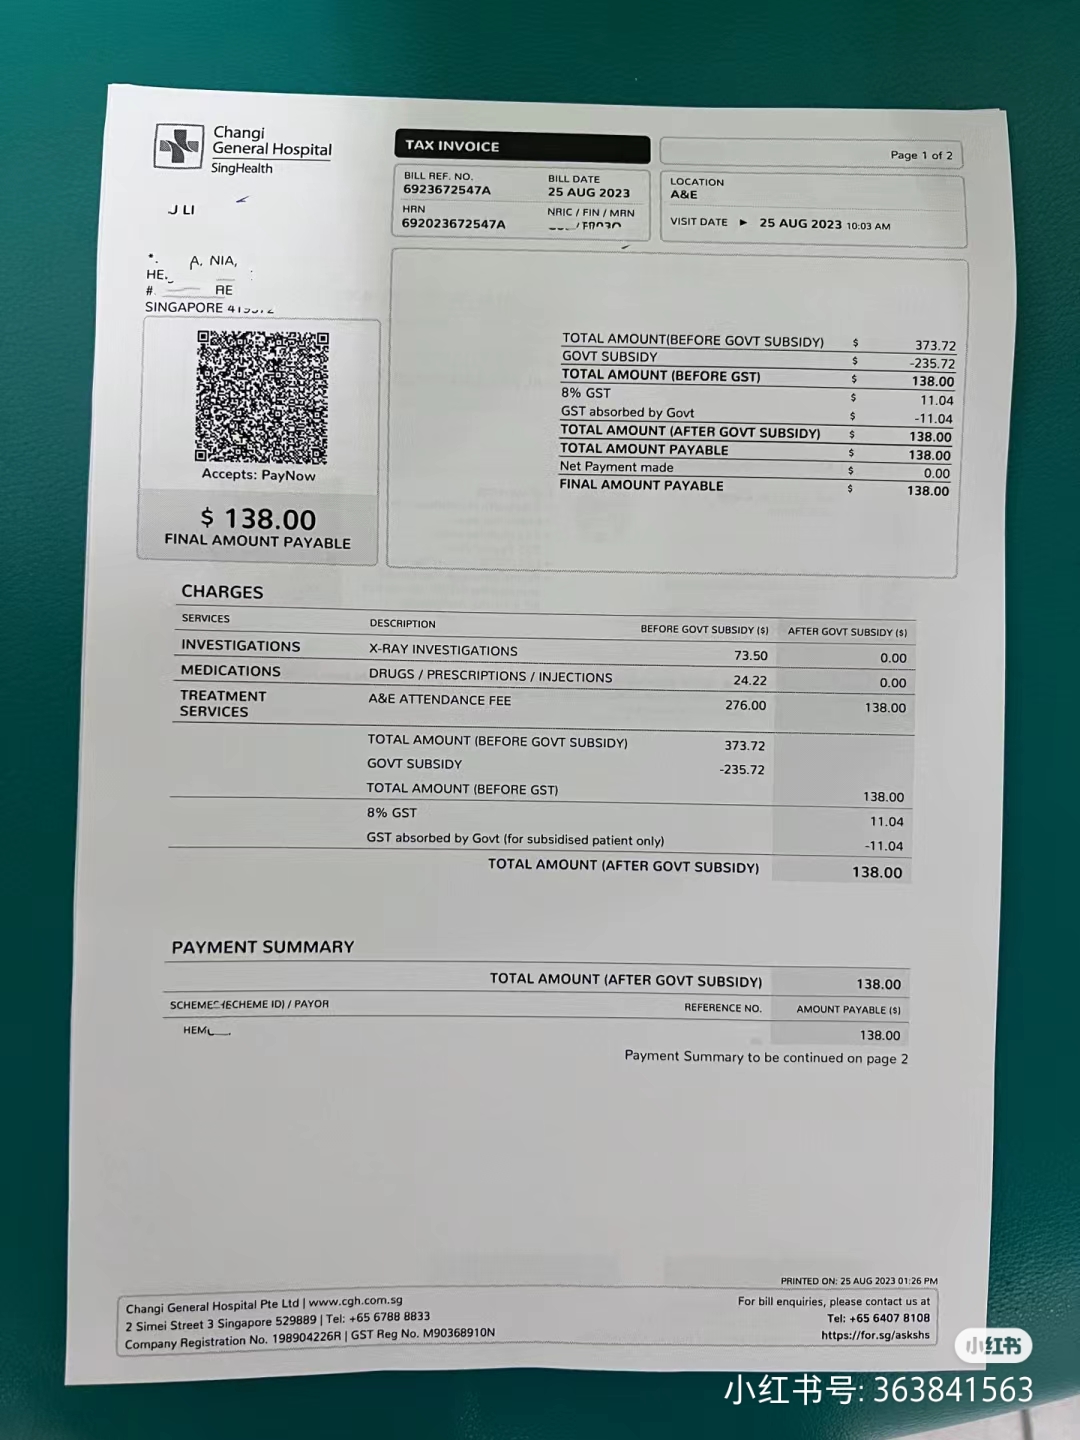 Changi
General Hospital
SingHealth
TAX INVOICE
Page 1 of 2
BILL REF. NO.
6923672547A
BILL DATE
25 AUG 2023
HRN
692023672547A
NRIC / FIN / MRN
LOCATION
A&E
VISIT DATE ► 25 AUG 2023 10:03 AM
J LI
A, NIA,
RE
SINGAPORE
Accepts: PayNow
$ 138.00
FINAL AMOUNT PAYABLE
TOTAL AMOUNT(BEFORE GOVT SUBSIDY) $ 373.72
GOVT SUBSIDY $ -235.72
TOTAL AMOUNT (BEFORE GST) $ 138.00
8% GST $ 11.04
GST absorbed by Govt $ -11.04
TOTAL AMOUNT (AFTER GOVT SUBSIDY) $ 138.00
TOTAL AMOUNT PAYABLE $ 138.00
Net Payment made $ 0.00
FINAL AMOUNT PAYABLE $ 138.00
CHARGES
SERVICES DESCRIPTION BEFORE GOVT SUBSIDY ($) AFTER GOVT SUBSIDY ($)
INVESTIGATIONS X-RAY INVESTIGATIONS 73.50 0.00
MEDICATIONS DRUGS / PRESCRIPTIONS / INJECTIONS 24.22 0.00
TREATMENT SERVICES A&E ATTENDANCE FEE 276.00 138.00
TOTAL AMOUNT (BEFORE GOVT SUBSIDY) 373.72
GOVT SUBSIDY -235.72
TOTAL AMOUNT (BEFORE GST) 138.00
8% GST 11.04
GST absorbed by Govt (for subsidised patient only) -11.04
TOTAL AMOUNT (AFTER GOVT SUBSIDY) 138.00
PAYMENT SUMMARY
TOTAL AMOUNT (AFTER GOVT SUBSIDY) 138.00
(SCHEME ID) / PAYOR REFERENCE NO. AMOUNT PAYABLE ($)
138.00
Payment Summary to be continued on page 2
PRINTED ON: 25 AUG 2023 01:26 PM
Changi General Hospital Pte Ltd | www.cgh.com.sg
2 Simei Street 3 Singapore 529889 | Tel: +65 6788 8833
Company Registration No. 198904226R | GST Reg No. M90368910N
For bill enquiries, please contact us at
Tel: +65 6407 8108
https://for.sg/askshs
小红书
小红书号: 363841563